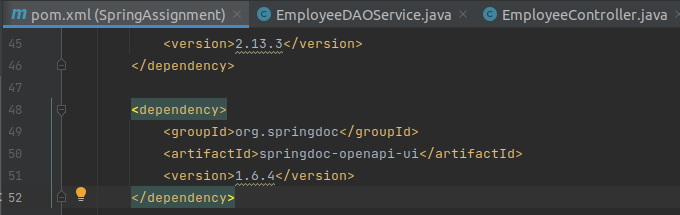 pom.xml (SpringAssignment) × EmployeeDAOService.java × EmployeeController.java
45 <version>2.13.3</version>
46 </dependency>
47
48 <dependency>
49 <groupId>org.springdoc</groupId>
50 <artifactId>springdoc-openapi-ui</artifactId>
51 <version>1.6.4</version>
52 </dependency>